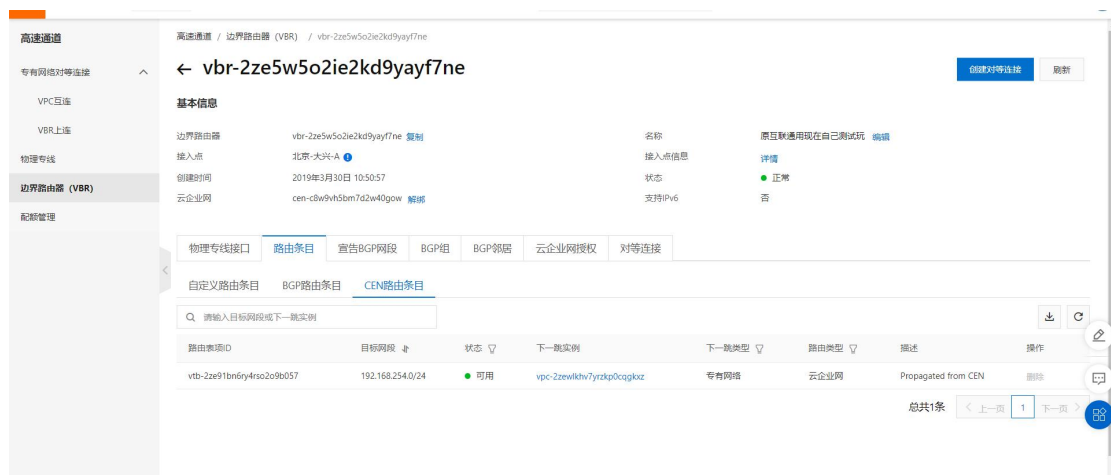 高速通道
专有网络对等连接
VPC互连
VBR上连
物理专线
边界路由器 (VBR)
配额管理
高速通道 / 边界路由器 (VBR) / vbr-2ze5w5o2ie2kd9yayf7ne
← vbr-2ze5w5o2ie2kd9yayf7ne
创建对等连接 刷新
基本信息
边界路由器 vbr-2ze5w5o2ie2kd9yayf7ne 复制 名称 原互联通用现在自己测试玩 编辑
接入点 北京-大兴-A 接入点信息 详情
创建时间 2019年3月30日 10:50:57 状态 正常
云企业网 cen-c8w9vh5bm7d2w40gow 解绑 支持IPv6 否
物理专线接口 路由条目 宣告BGP网段 BGP组 BGP邻居 云企业网授权 对等连接
自定义路由条目 BGP路由条目 CEN路由条目
请输入目标网段或下一跳实例
路由表项ID 目标网段 状态 下一跳实例 下一跳类型 路由类型 描述 操作
vtb-2ze91bn6ry4rso2o9b057 192.168.254.0/24 可用 vpc-2zewlkhv7yrzkp0cqgkxz 专有网络 云企业网 Propagated from CEN 删除
总共1条 < 上一页 1 下一页 >